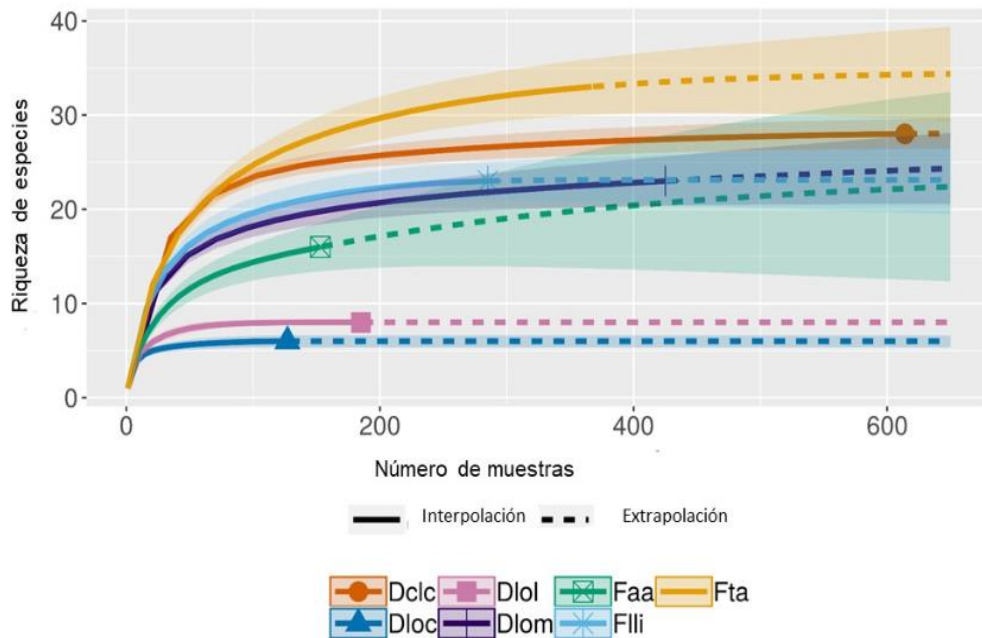 40
30
20
10
0
Riqueza de especies
0 200 400 600
Número de muestras
Interpolación Extrapolación
Dclc Dlol Faa Fta
Dloc Dlom Flli